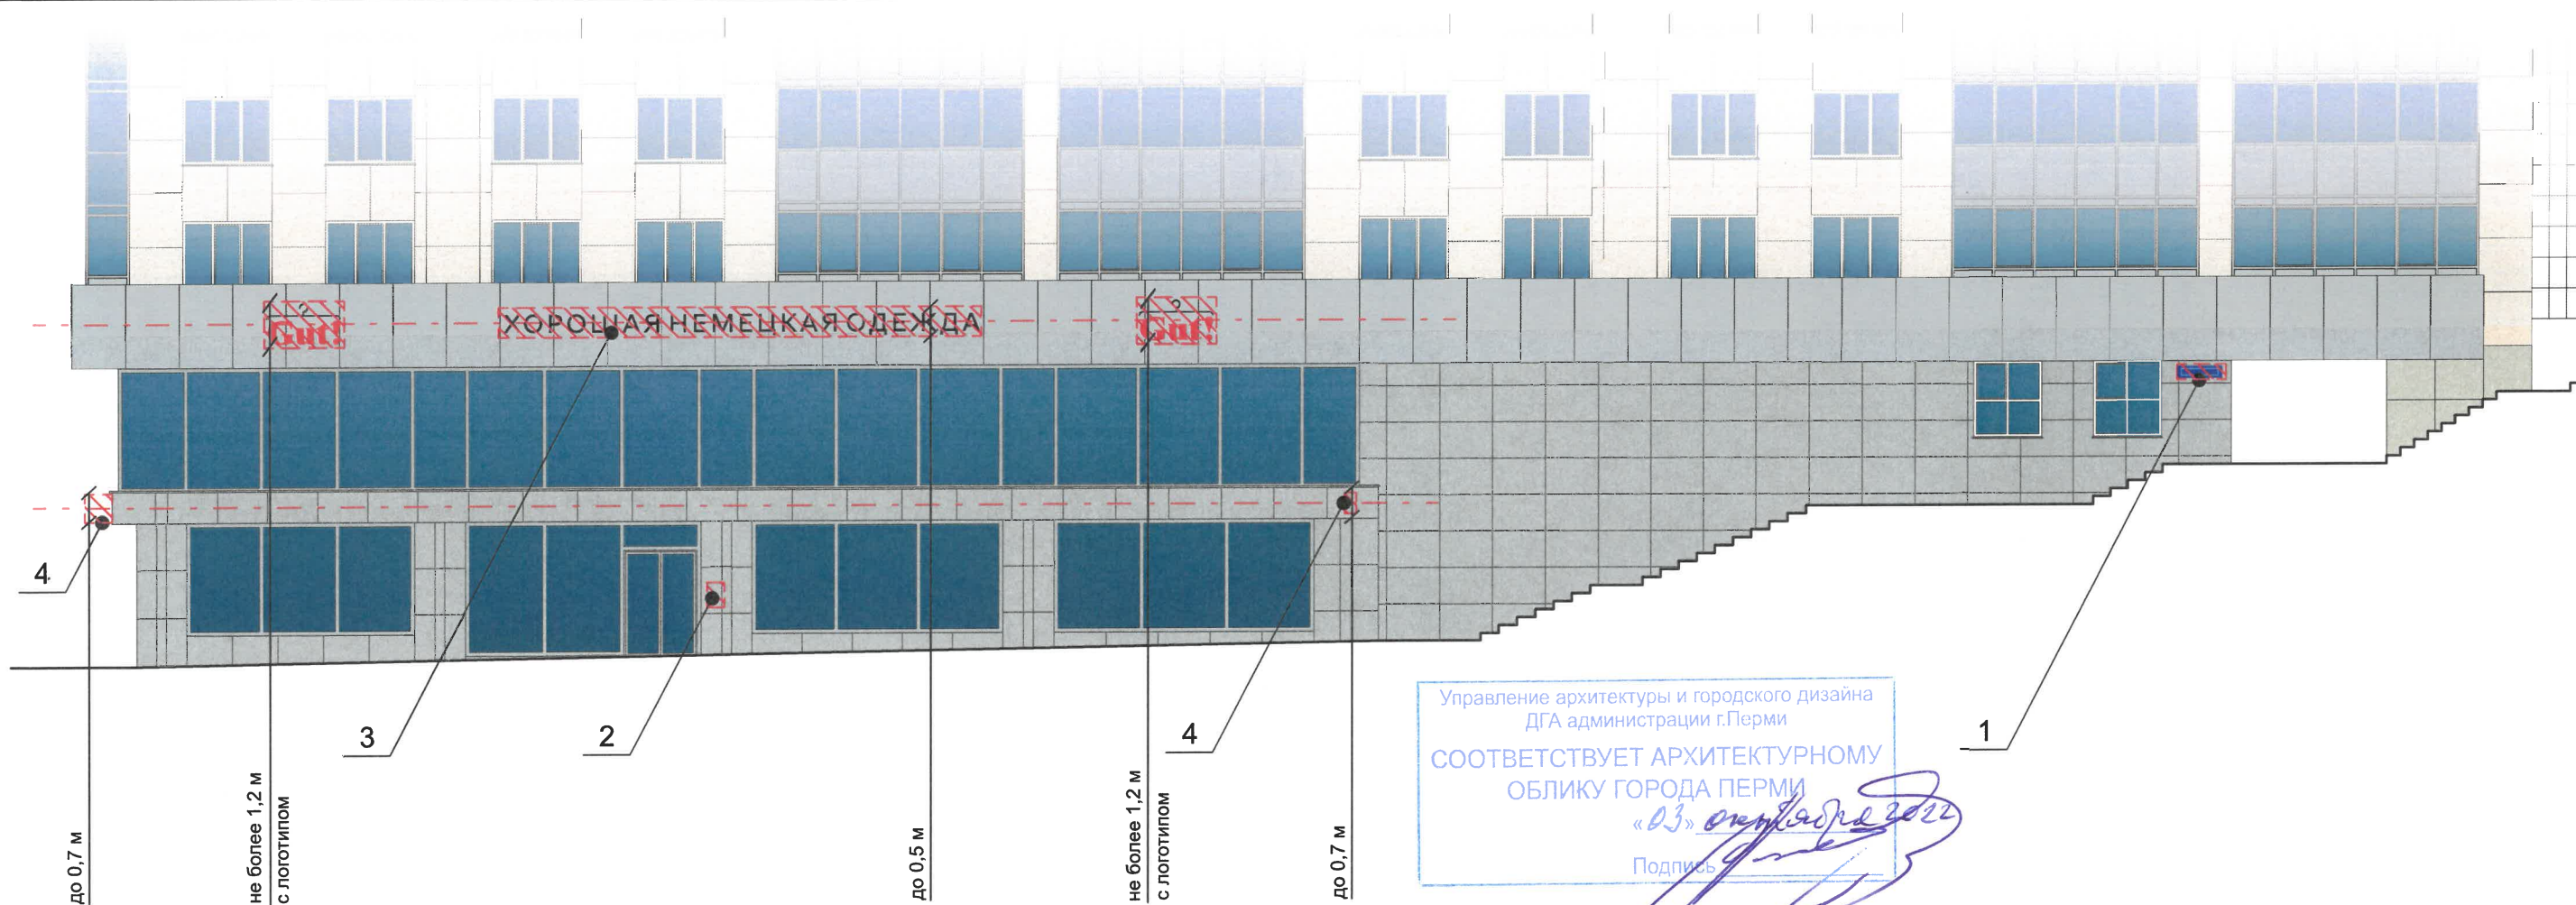 Gut!
ХОРОШАЯ НЕМЕЦКАЯ ОДЕЖДА
Gut!
4
3
2
4
1
до 0,7 м
не более 1,2 м
с логотипом
до 0,5 м
не более 1,2 м
с логотипом
до 0,7 м
Управление архитектуры и городского дизайна
ДГА администрации г.Перми
СООТВЕТСТВУЕТ АРХИТЕКТУРНОМУ
ОБЛИКУ ГОРОДА ПЕРМИ
«03» октября 2022
Подпись